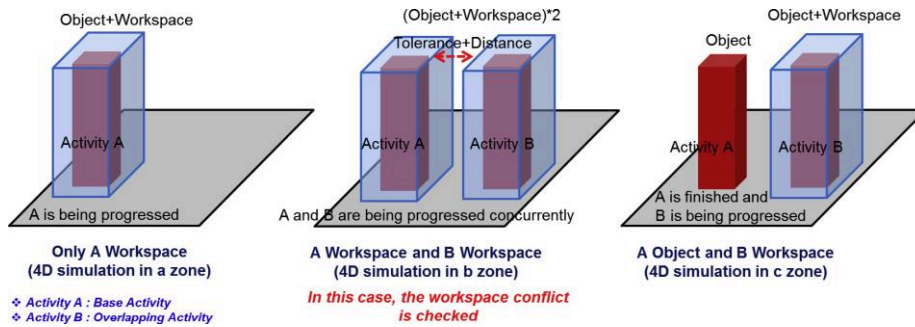 Object+Workspace
Activity A
A is being progressed
Only A Workspace
(4D simulation in a zone)
❖ Activity A : Base Activity
❖ Activity B : Overlapping Activity
(Object+Workspace)*2
Tolerance+Distance
Activity A
Activity B
A and B are being progressed concurrently
A Workspace and B Workspace
(4D simulation in b zone)
In this case, the workspace conflict
is checked
Object+Workspace
Object
Activity A
Activity B
A is finished and
B is being progressed
A Object and B Workspace
(4D simulation in c zone)